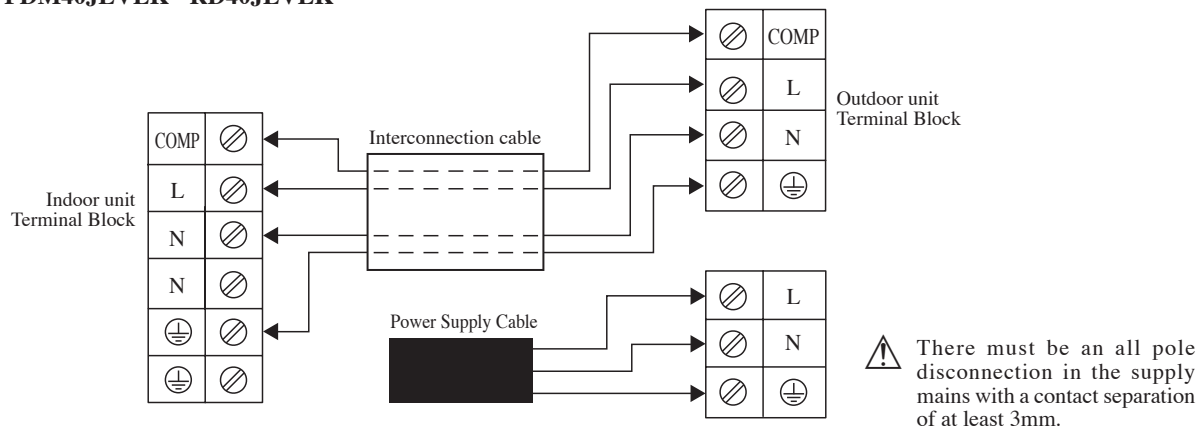 COMP
L
Outdoor unit
Terminal Block
N
COMP
Interconnection cable
L
Indoor unit
Terminal Block
N
N
Power Supply Cable
L
N
There must be an all pole
disconnection in the supply
mains with a contact separation
of at least 3mm.